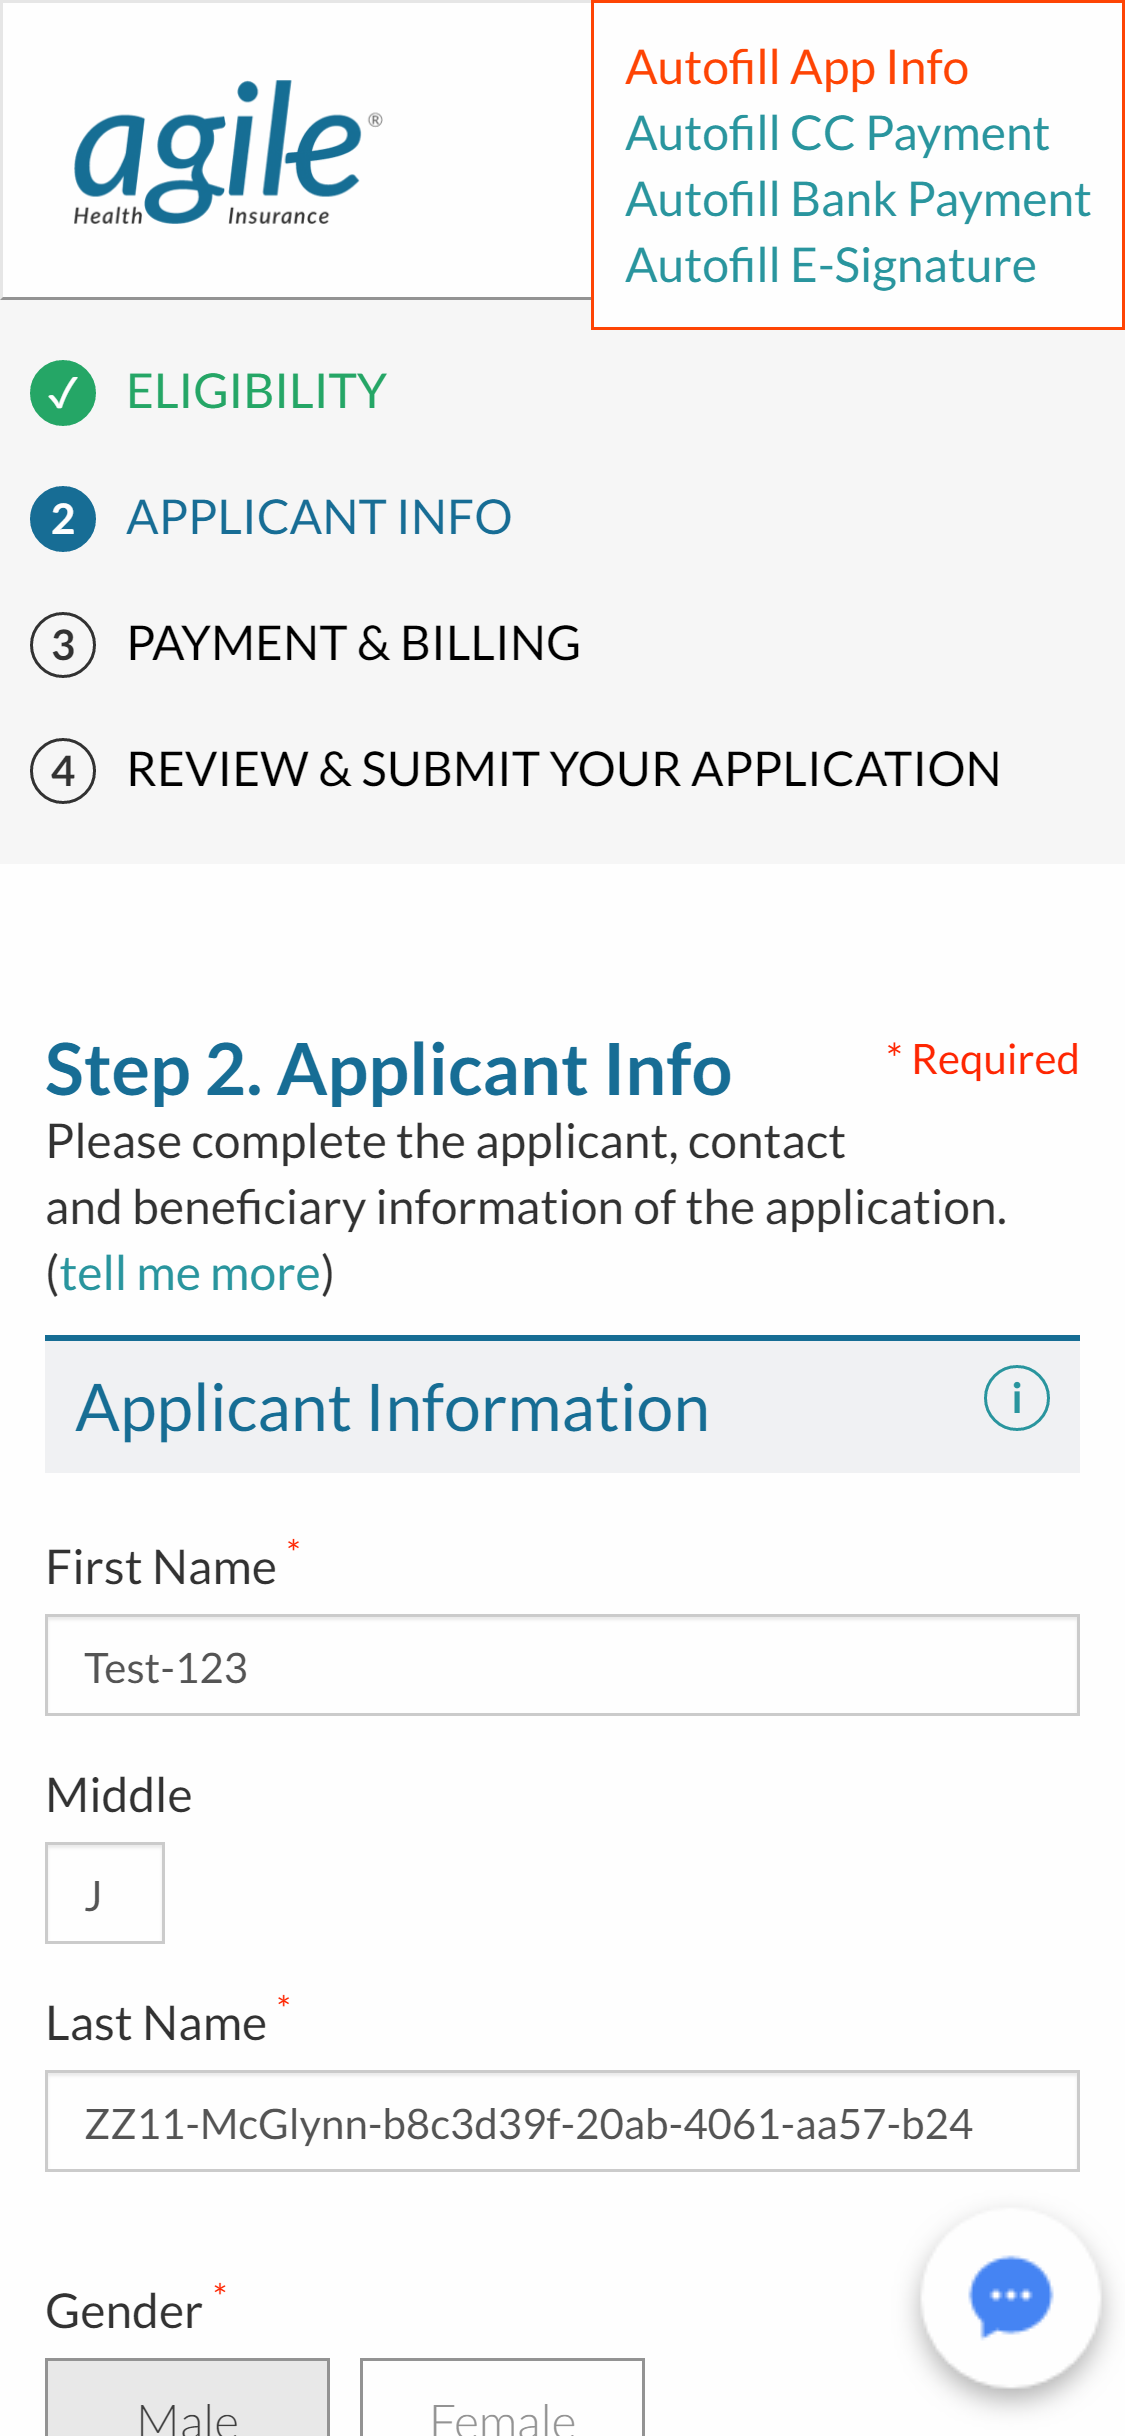 agile®
Health Insurance
Autofill App Info
Autofill CC Payment
Autofill Bank Payment
Autofill E-Signature
✓ ELIGIBILITY
2 APPLICANT INFO
3 PAYMENT & BILLING
4 REVIEW & SUBMIT YOUR APPLICATION
Step 2. Applicant Info
* Required
Please complete the applicant, contact
and beneficiary information of the application.
(tell me more)
Applicant Information
i
First Name *
Test-123
Middle
J
Last Name *
ZZ11-McGlynn-b8c3d39f-20ab-4061-aa57-b24
Gender *
Male Female